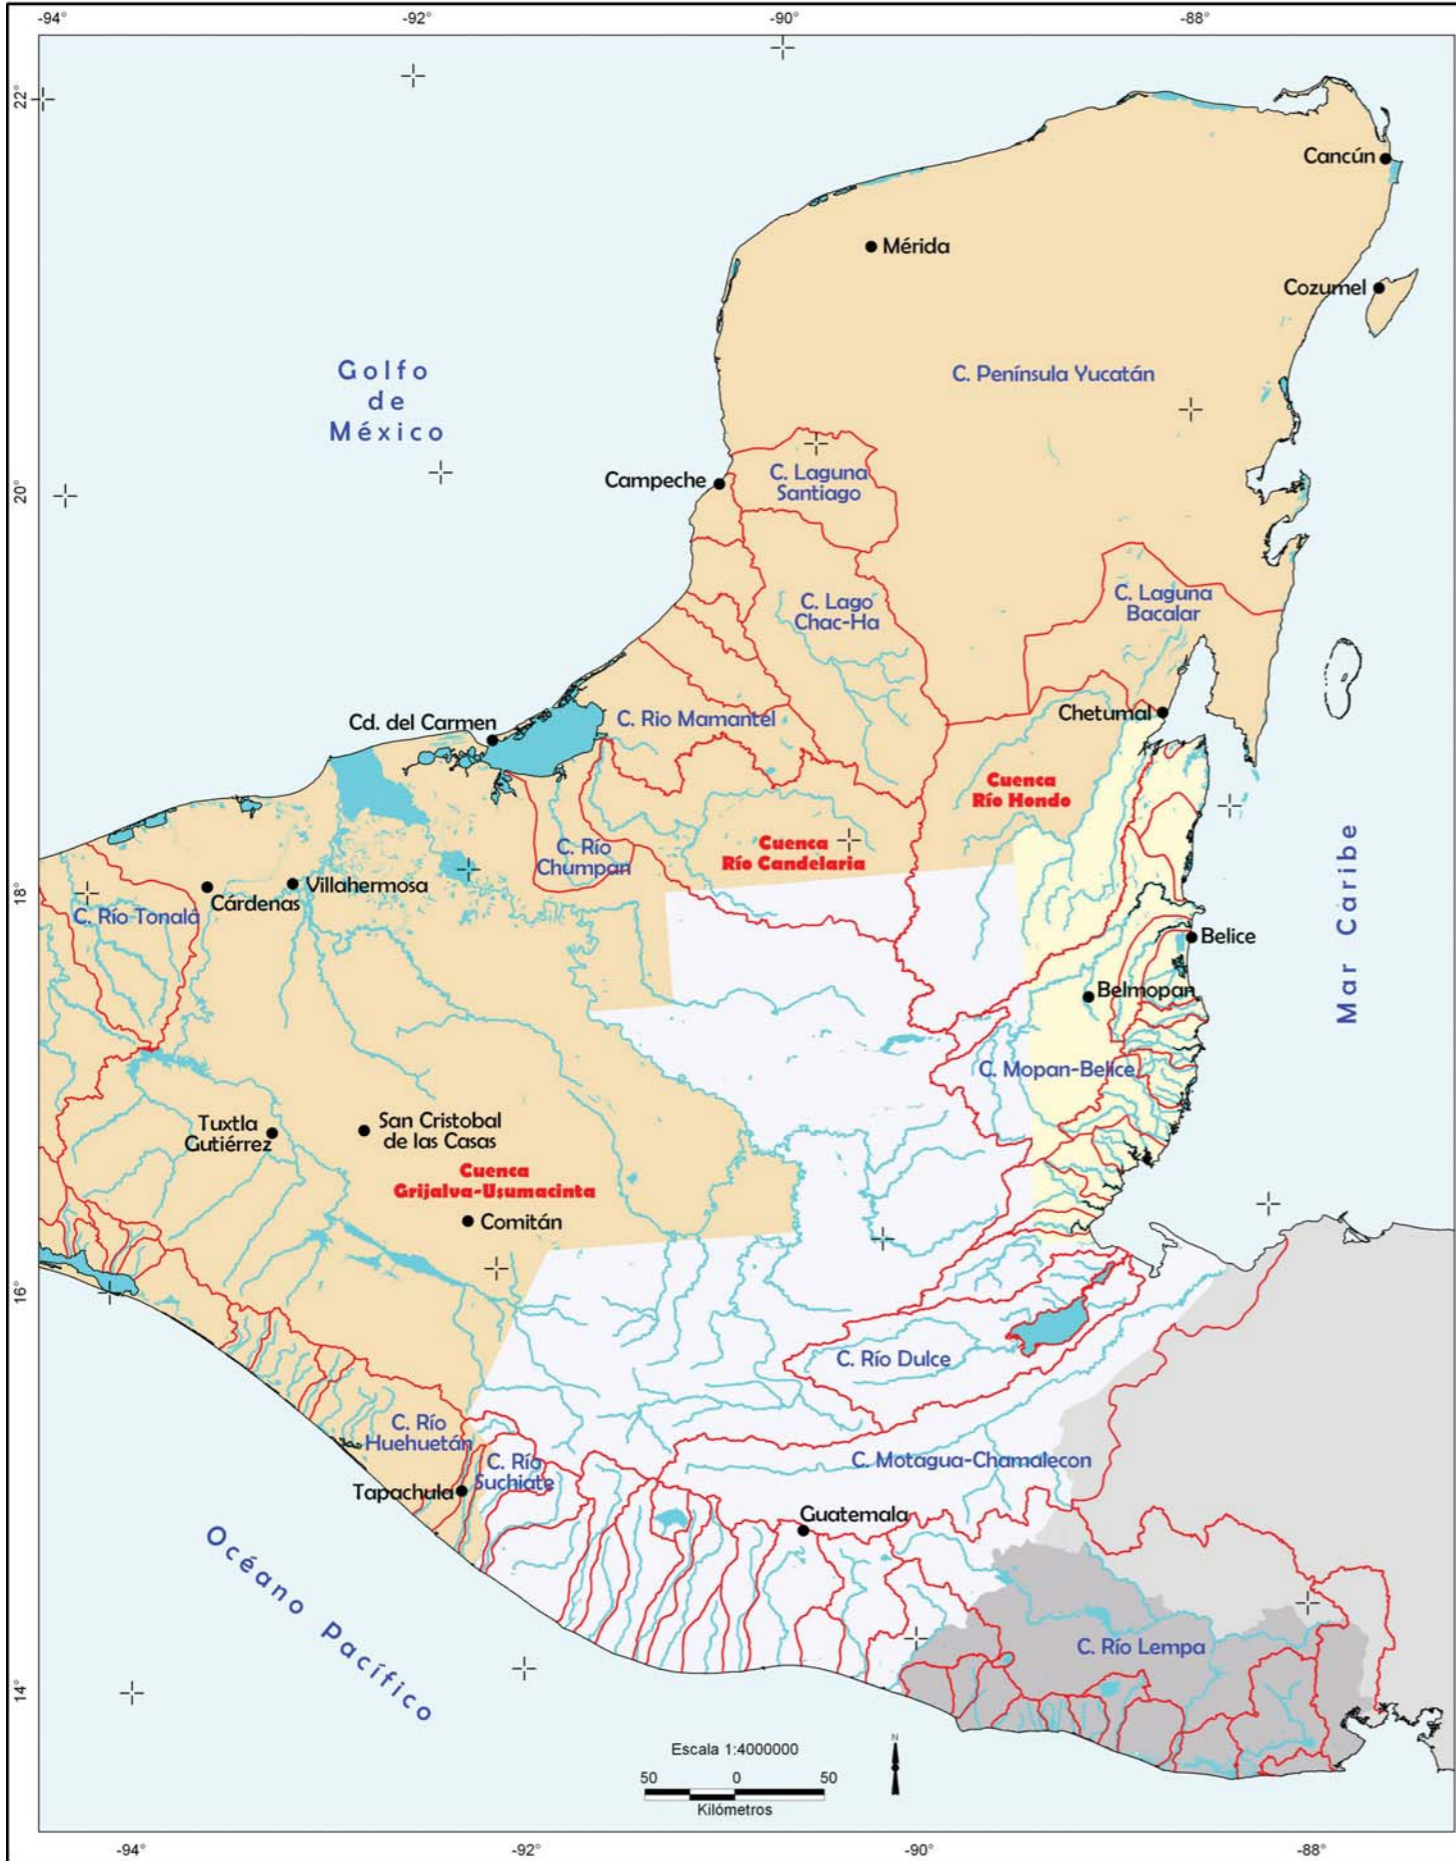 -94°
-92°
-90°
-88°
22°
Cancún
Mérida
Cozumel
Golfo
de
México
C. Península Yucatán
Campeche
C. Laguna
Santiago
20°
C. Lago
Chac-Ha
C. Laguna
Bacalar
Cd. del Carmen
C. Rio Mamantel
Chetumal
Cuenca
Río Hondo
Cuenca
Río Candelaria
C. Río
Chumpan
Mar Caribe
18°
Villahermosa
Cárdenas
C. Río Tonalá
Belice
Belmopan
C. Mopan-Belice
Tuxtla
Gutiérrez
San Cristobal
de las Casas
Cuenca
Grijalva-Usumacinta
Comitán
16°
C. Río Dulce
C. Río
Huehuetán
C. Río
Suchiate
C. Motagua-Chamalecon
Tapachula
Guatemala
Océano Pacífico
C. Río Lempa
14°
Escala 1:4000000
N
50 0 50
Kilómetros
-94°
-92°
-90°
-88°